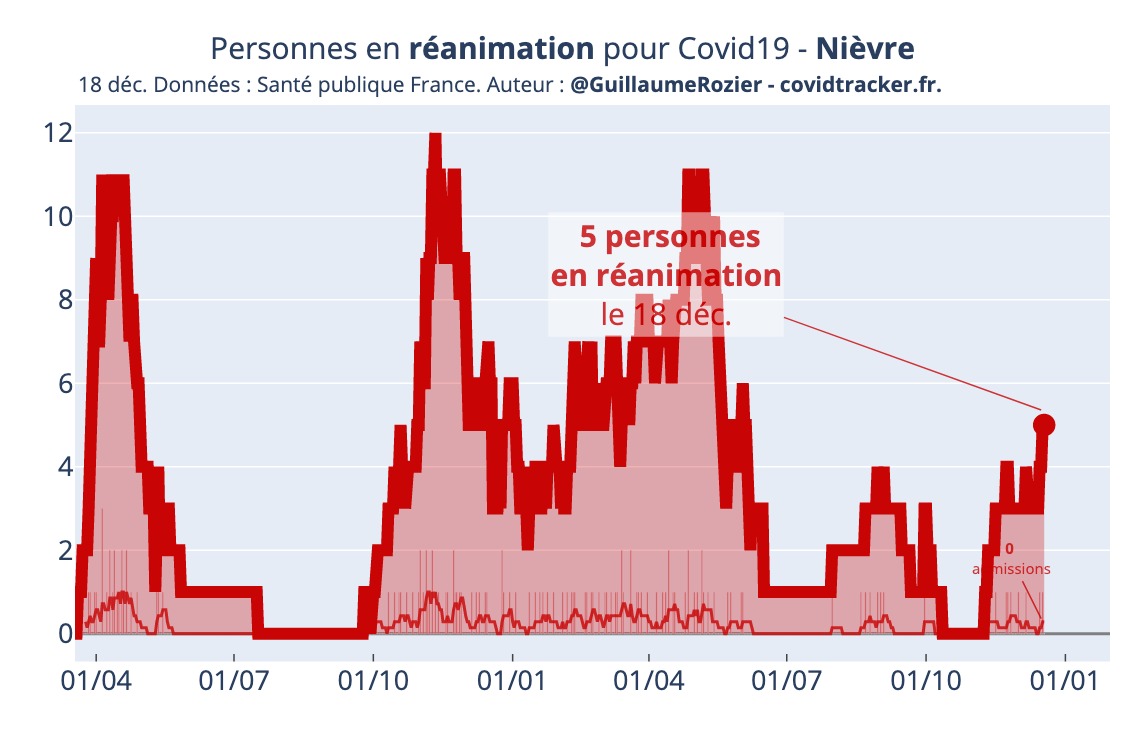 Personnes en réanimation pour Covid19 - Nièvre
18 déc. Données : Santé publique France. Auteur : @GuillaumeRozier - covidtracker.fr.
12
10
8
6
4
2
0
5 personnes
en réanimation
le 18 déc.
0
admissions
01/04
01/07
01/10
01/01
01/04
01/07
01/10
01/01